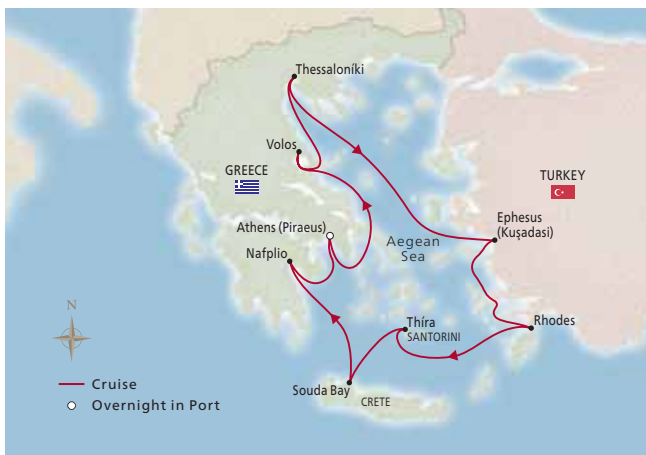 Thessaloníki
Volos
GREECE
TURKEY
Athens (Piraeus)
Ephesus
(Kuşadasi)
Aegean
Sea
Nafplio
N
Thíra
SANTORINI
Rhodes
Cruise
Souda Bay
Overnight in Port
CRETE